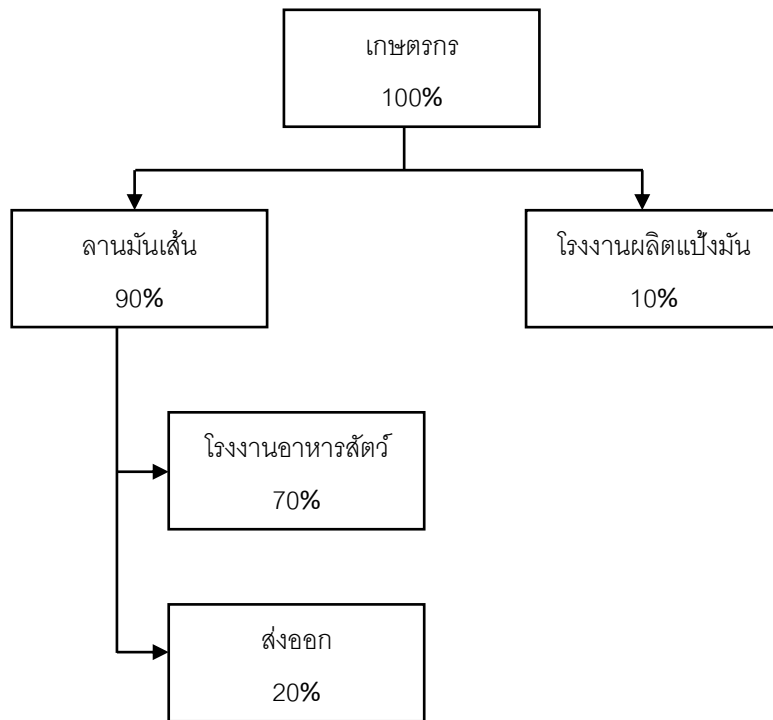 เกษตรกร
100%
ลานมันเส้น
90%
โรงงานผลิตแป้งมัน
10%
โรงงานอาหารสัตว์
70%
ส่งออก
20%